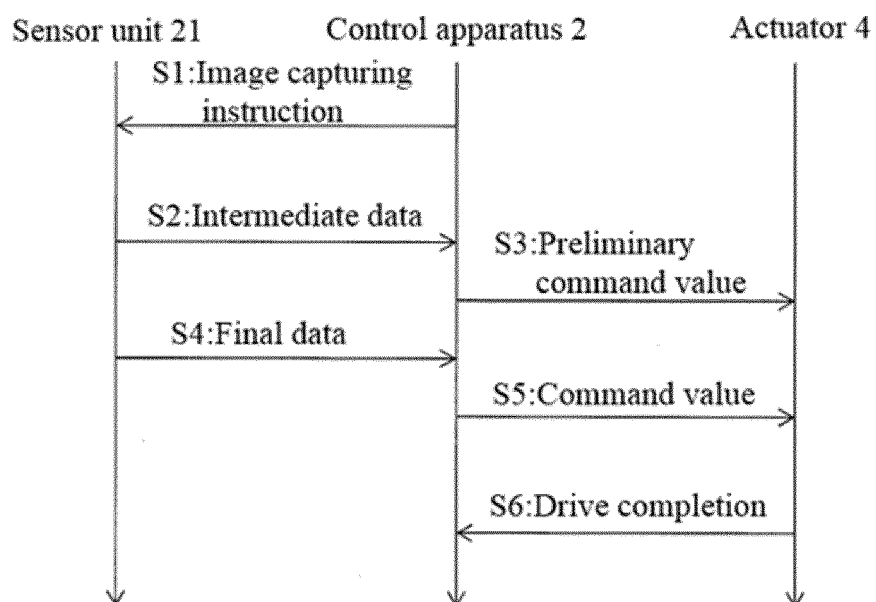 Sensor unit 21
Control apparatus 2
Actuator 4
S1:Image capturing
instruction
S2:Intermediate data
S3:Preliminary
command value
S4:Final data
S5:Command value
S6:Drive completion